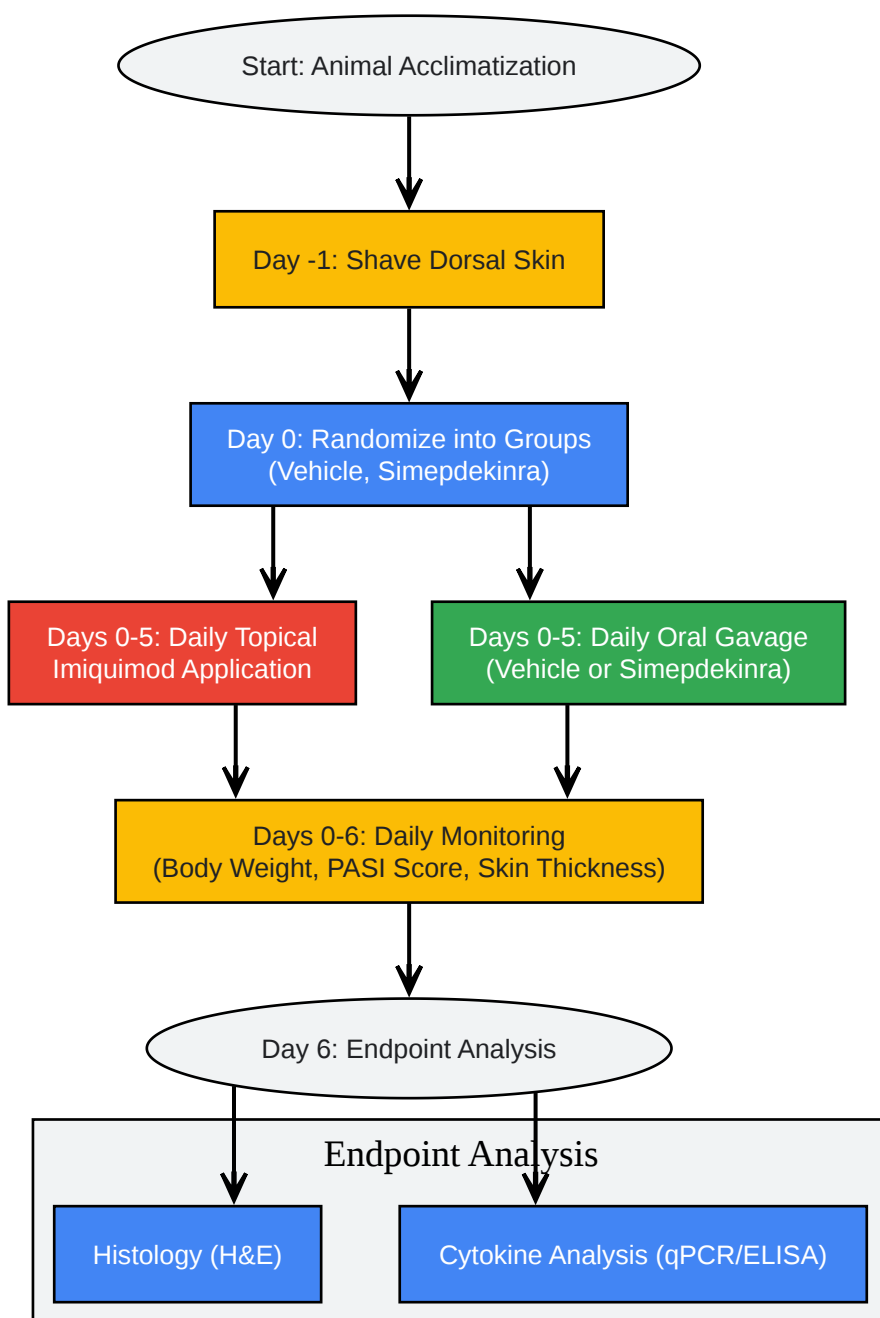 Start: Animal Acclimatization
Day -1: Shave Dorsal Skin
Day 0: Randomize into Groups
(Vehicle, Simepdekinra)
Days 0-5: Daily Topical
Imiquimod Application
Days 0-5: Daily Oral Gavage
(Vehicle or Simepdekinra)
Days 0-6: Daily Monitoring
(Body Weight, PASI Score, Skin Thickness)
Day 6: Endpoint Analysis
Endpoint Analysis
Histology (H&E)
Cytokine Analysis (qPCR/ELISA)